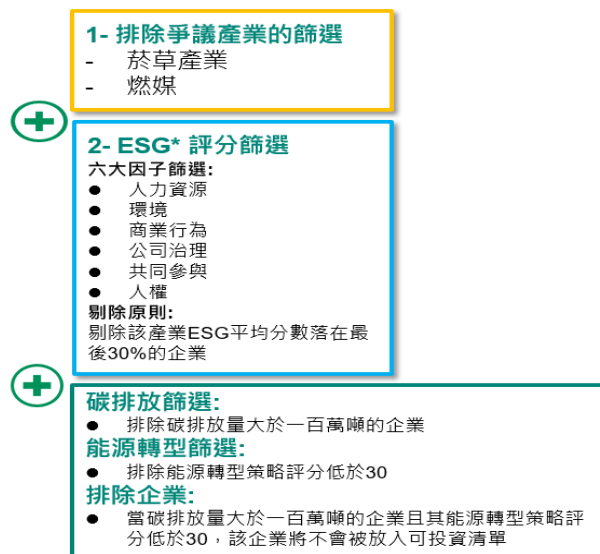 1- 排除爭議產業的篩選
- 菸草產業
- 燃媒
2- ESG* 評分篩選
六大因子篩選:
● 人力資源
● 環境
● 商業行為
● 公司治理
● 共同參與
● 人權
剔除原則:
剔除該產業ESG平均分數落在最
後30%的企業
碳排放篩選:
● 排除碳排放量大於一百萬噸的企業
能源轉型篩選:
● 排除能源轉型策略評分低於30
排除企業:
● 當碳排放量大於一百萬噸的企業且其能源轉型策略評
分低於30，該企業將不會被放入可投資清單